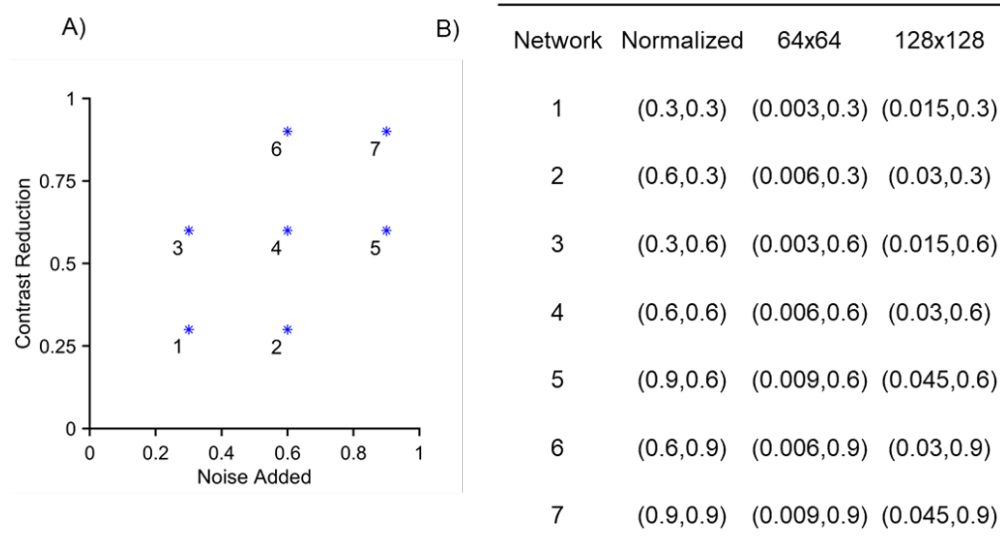 A)
1
0.75
0.5
0.25
0
Contrast Reduction
6
7
3
4
5
1
2
0 0.2 0.4 0.6 0.8 1
Noise Added
B)
Network Normalized 64x64 128x128
1 (0.3,0.3) (0.003,0.3) (0.015,0.3)
2 (0.6,0.3) (0.006,0.3) (0.03,0.3)
3 (0.3,0.6) (0.003,0.6) (0.015,0.6)
4 (0.6,0.6) (0.006,0.6) (0.03,0.6)
5 (0.9,0.6) (0.009,0.6) (0.045,0.6)
6 (0.6,0.9) (0.006,0.9) (0.03,0.9)
7 (0.9,0.9) (0.009,0.9) (0.045,0.9)